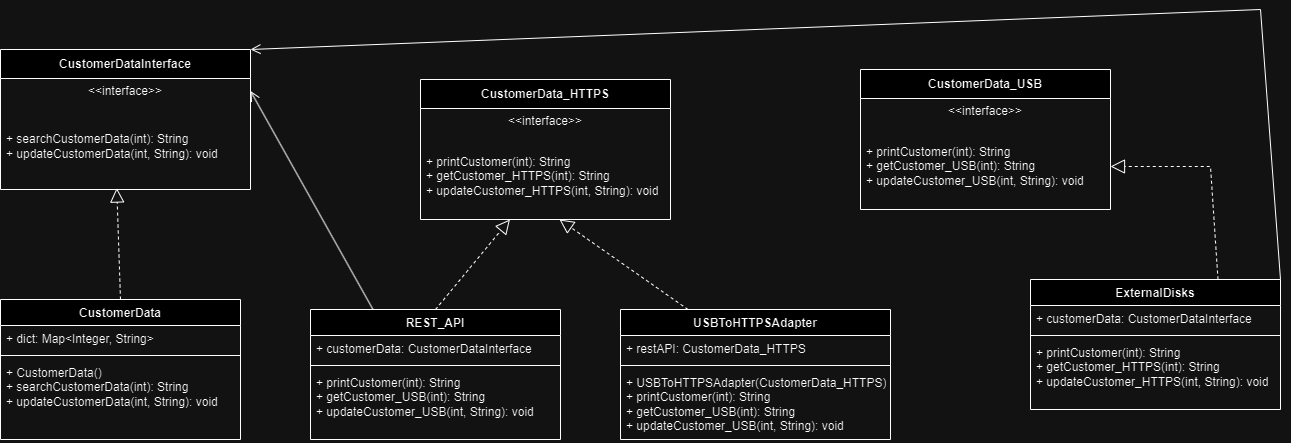 CustomerDataInterface
<<interface>>
+ searchCustomerData(int): String
+ updateCustomerData(int, String): void
CustomerData_HTTPS
<<interface>>
+ printCustomer(int): String
+ getCustomer_HTTPS(int): String
+ updateCustomer_HTTPS(int, String): void
CustomerData_USB
<<interface>>
+ printCustomer(int): String
+ getCustomer_USB(int): String
+ updateCustomer_USB(int, String): void
CustomerData
+ dict: Map<Integer, String>
+ CustomerData()
+ searchCustomerData(int): String
+ updateCustomerData(int, String): void
REST_API
+ customerData: CustomerDataInterface
+ printCustomer(int): String
+ getCustomer_USB(int): String
+ updateCustomer_USB(int, String): void
USBToHTTPSAdapter
+ restAPI: CustomerData_HTTPS
+ USBToHTTPSAdapter(CustomerData_HTTPS)
+ printCustomer(int): String
+ getCustomer_USB(int): String
+ updateCustomer_USB(int, String): void
ExternalDisks
+ customerData: CustomerDataInterface
+ printCustomer(int): String
+ getCustomer_HTTPS(int): String
+ updateCustomer_HTTPS(int, String): void